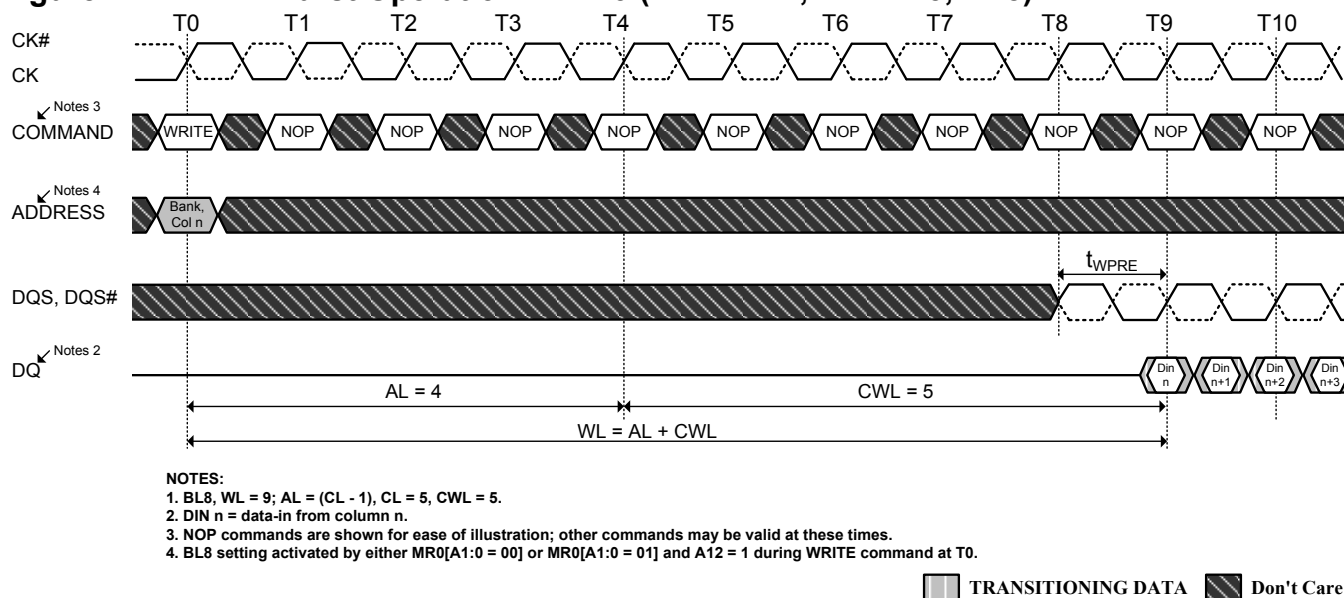 T0 T1 T2 T3 T4 T5 T6 T7 T8 T9 T10
CK#
CK
Notes 3
COMMAND
WRITE NOP NOP NOP NOP NOP NOP NOP NOP NOP NOP
Notes 4
ADDRESS
Bank,
Col n
tWPRE
DQS, DQS#
Notes 2
DQ
Din
n
Din
n+1
Din
n+2
Din
n+3
AL = 4
CWL = 5
WL = AL + CWL
NOTES:
1. BL8, WL = 9; AL = (CL - 1), CL = 5, CWL = 5.
2. DIN n = data-in from column n.
3. NOP commands are shown for ease of illustration; other commands may be valid at these times.
4. BL8 setting activated by either MR0[A1:0 = 00] or MR0[A1:0 = 01] and A12 = 1 during WRITE command at T0.
TRANSITIONING DATA
Don't Care